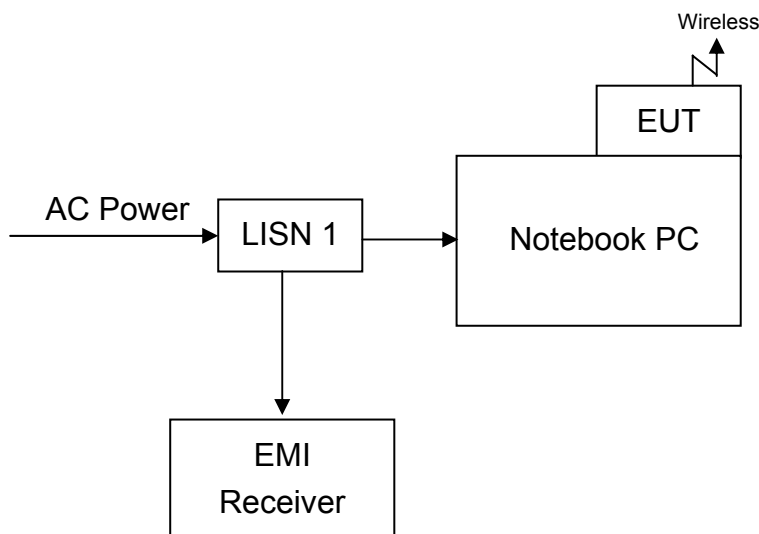 Wireless
EUT
AC Power
LISN 1
Notebook PC
EMI
Receiver